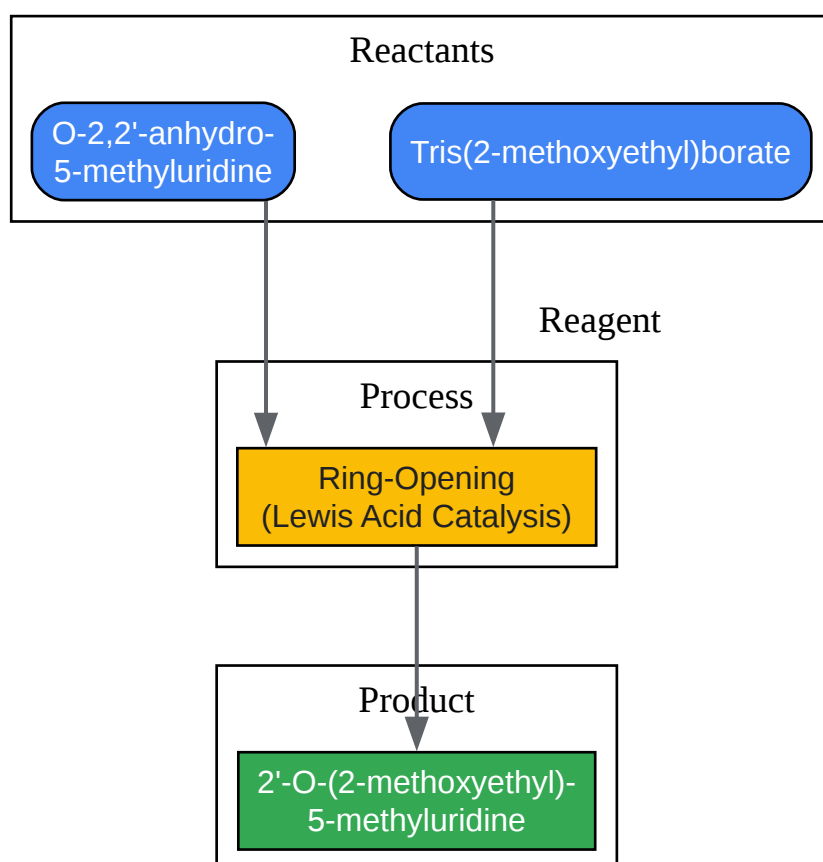 Reactants
O-2,2'-anhydro-
5-methyluridine
Tris(2-methoxyethyl)borate
Reagent
Process
Ring-Opening
(Lewis Acid Catalysis)
Product
2'-O-(2-methoxyethyl)-
5-methyluridine